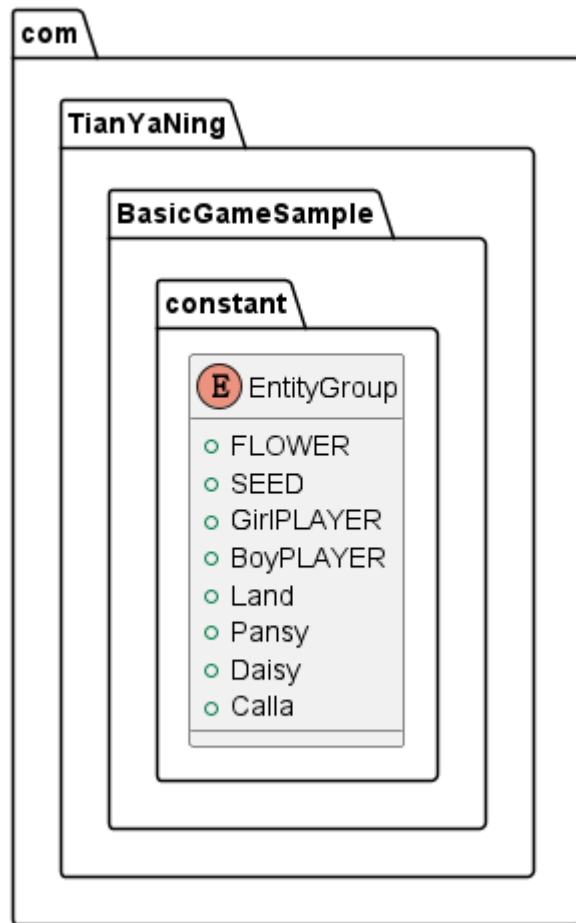 com
TianYaNing
BasicGameSample
constant
E EntityGroup
FLOWER
SEED
GirlPLAYER
BoyPLAYER
Land
Pansy
Daisy
Calla